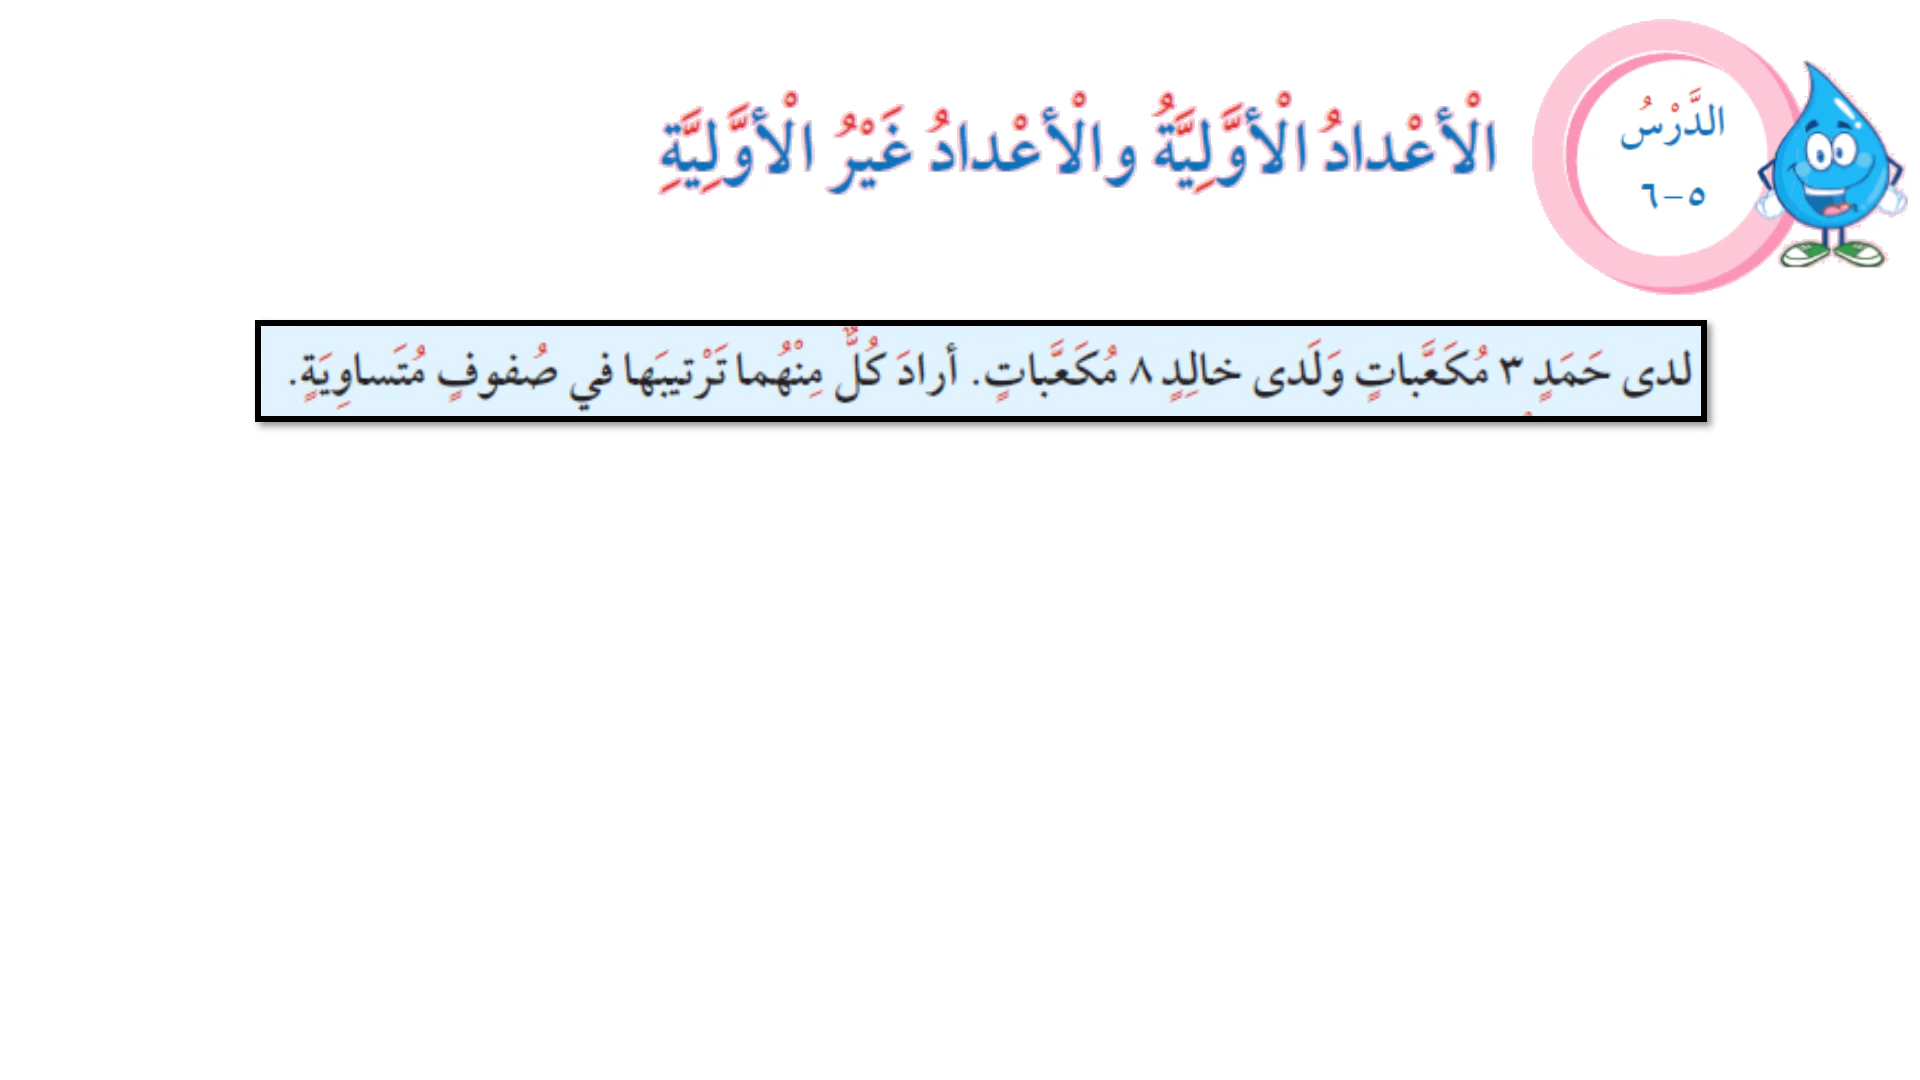 الدَّرْسُ
٥-٦
الْأَعْدادُ الْأَوَّلِيَّةُ والْأَعْدادُ غَيْرُ الْأَوَّلِيَّةِ
لدى حَمَدٍ ٣ مُكَعَّباتٍ وَلَدى خالِدٍ ٨ مُكَعَّباتٍ. أرادَ كُلٌّ مِنْهُما تَرْتيبَها في صُفوفٍ مُتَساوِيَةٍ.